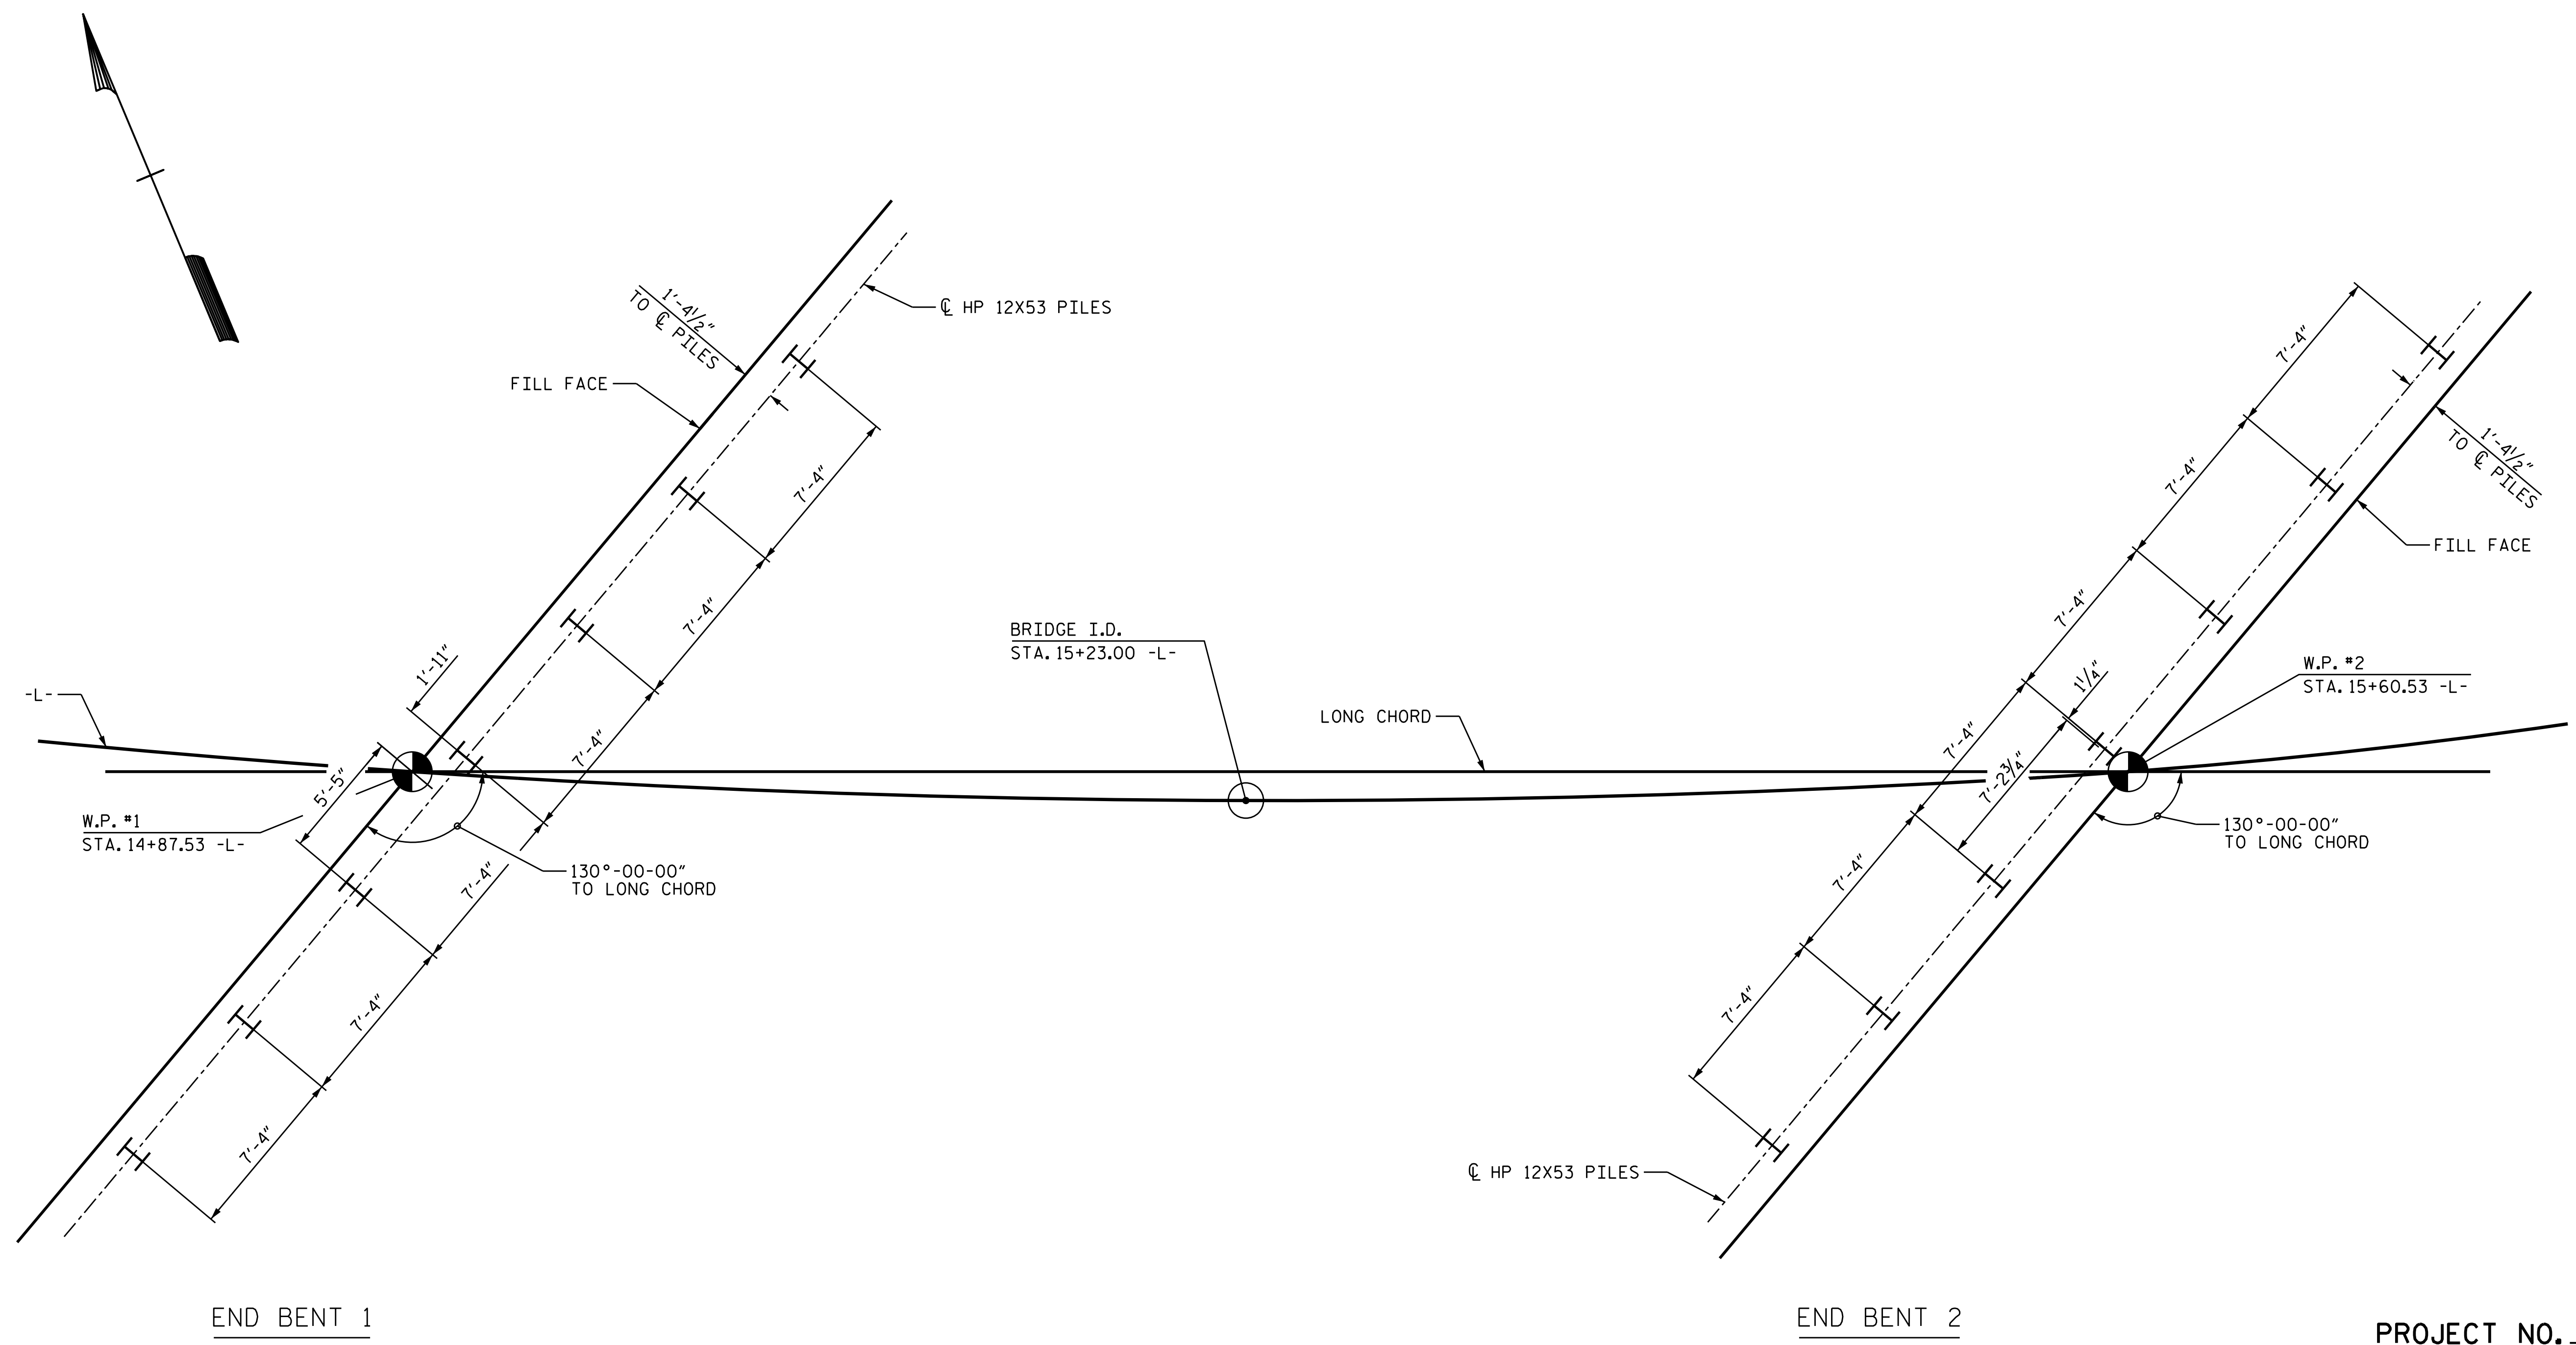 1'-4½"
TO ℄ PILES
℄ HP 12X53 PILES
FILL FACE
7'-4"
7'-4"
7'-4"
7'-4"
7'-4"
7'-4"
1'-11"
5'-5"
-L-
W.P. #1
STA. 14+87.53 -L-
130°-00-00"
TO LONG CHORD
BRIDGE I.D.
STA. 15+23.00 -L-
LONG CHORD
7'-4"
7'-4"
7'-4"
7'-4"
7'-4"
7'-4"
1¼"
7'-2¾"
1'-4½"
TO ℄ PILES
FILL FACE
W.P. #2
STA. 15+60.53 -L-
130°-00-00"
TO LONG CHORD
℄ HP 12X53 PILES
END BENT 1
END BENT 2
PROJECT NO.